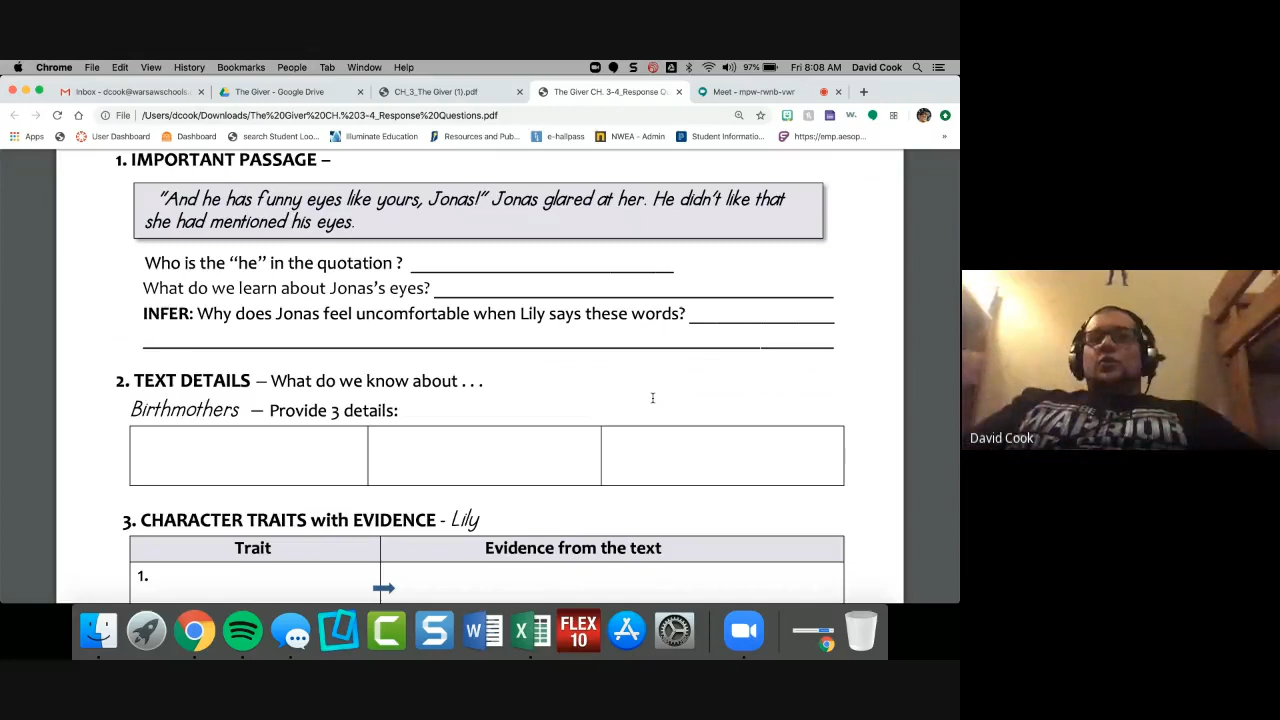 Chrome File Edit View History Bookmarks People Tab Window Help 97% Fri 8:08 AM David Cook
Inbox - dcook@warsawschools. The Giver - Google Drive CH_3_The Giver (1).pdf The Giver CH. 3-4_Response Qu Meet - mpw-rwnb-vwr
File /Users/dcook/Downloads/The%20Giver%20CH.%203-4_Response%20Questions.pdf
Apps User Dashboard Dashboard search Student Loa... Illuminate Education Resources and Pub... e-hallpass NWEA - Admin Student Informatio... https://emp.aesop...
1. IMPORTANT PASSAGE –
"And he has funny eyes like yours, Jonas!" Jonas glared at her. He didn't like that
she had mentioned his eyes.
Who is the "he" in the quotation ?
What do we learn about Jonas's eyes?
INFER: Why does Jonas feel uncomfortable when Lily says these words?
2. TEXT DETAILS – What do we know about . . .
Birthmothers – Provide 3 details:
3. CHARACTER TRAITS with EVIDENCE - Lily
Trait Evidence from the text
1.
FLEX
10
David Cook